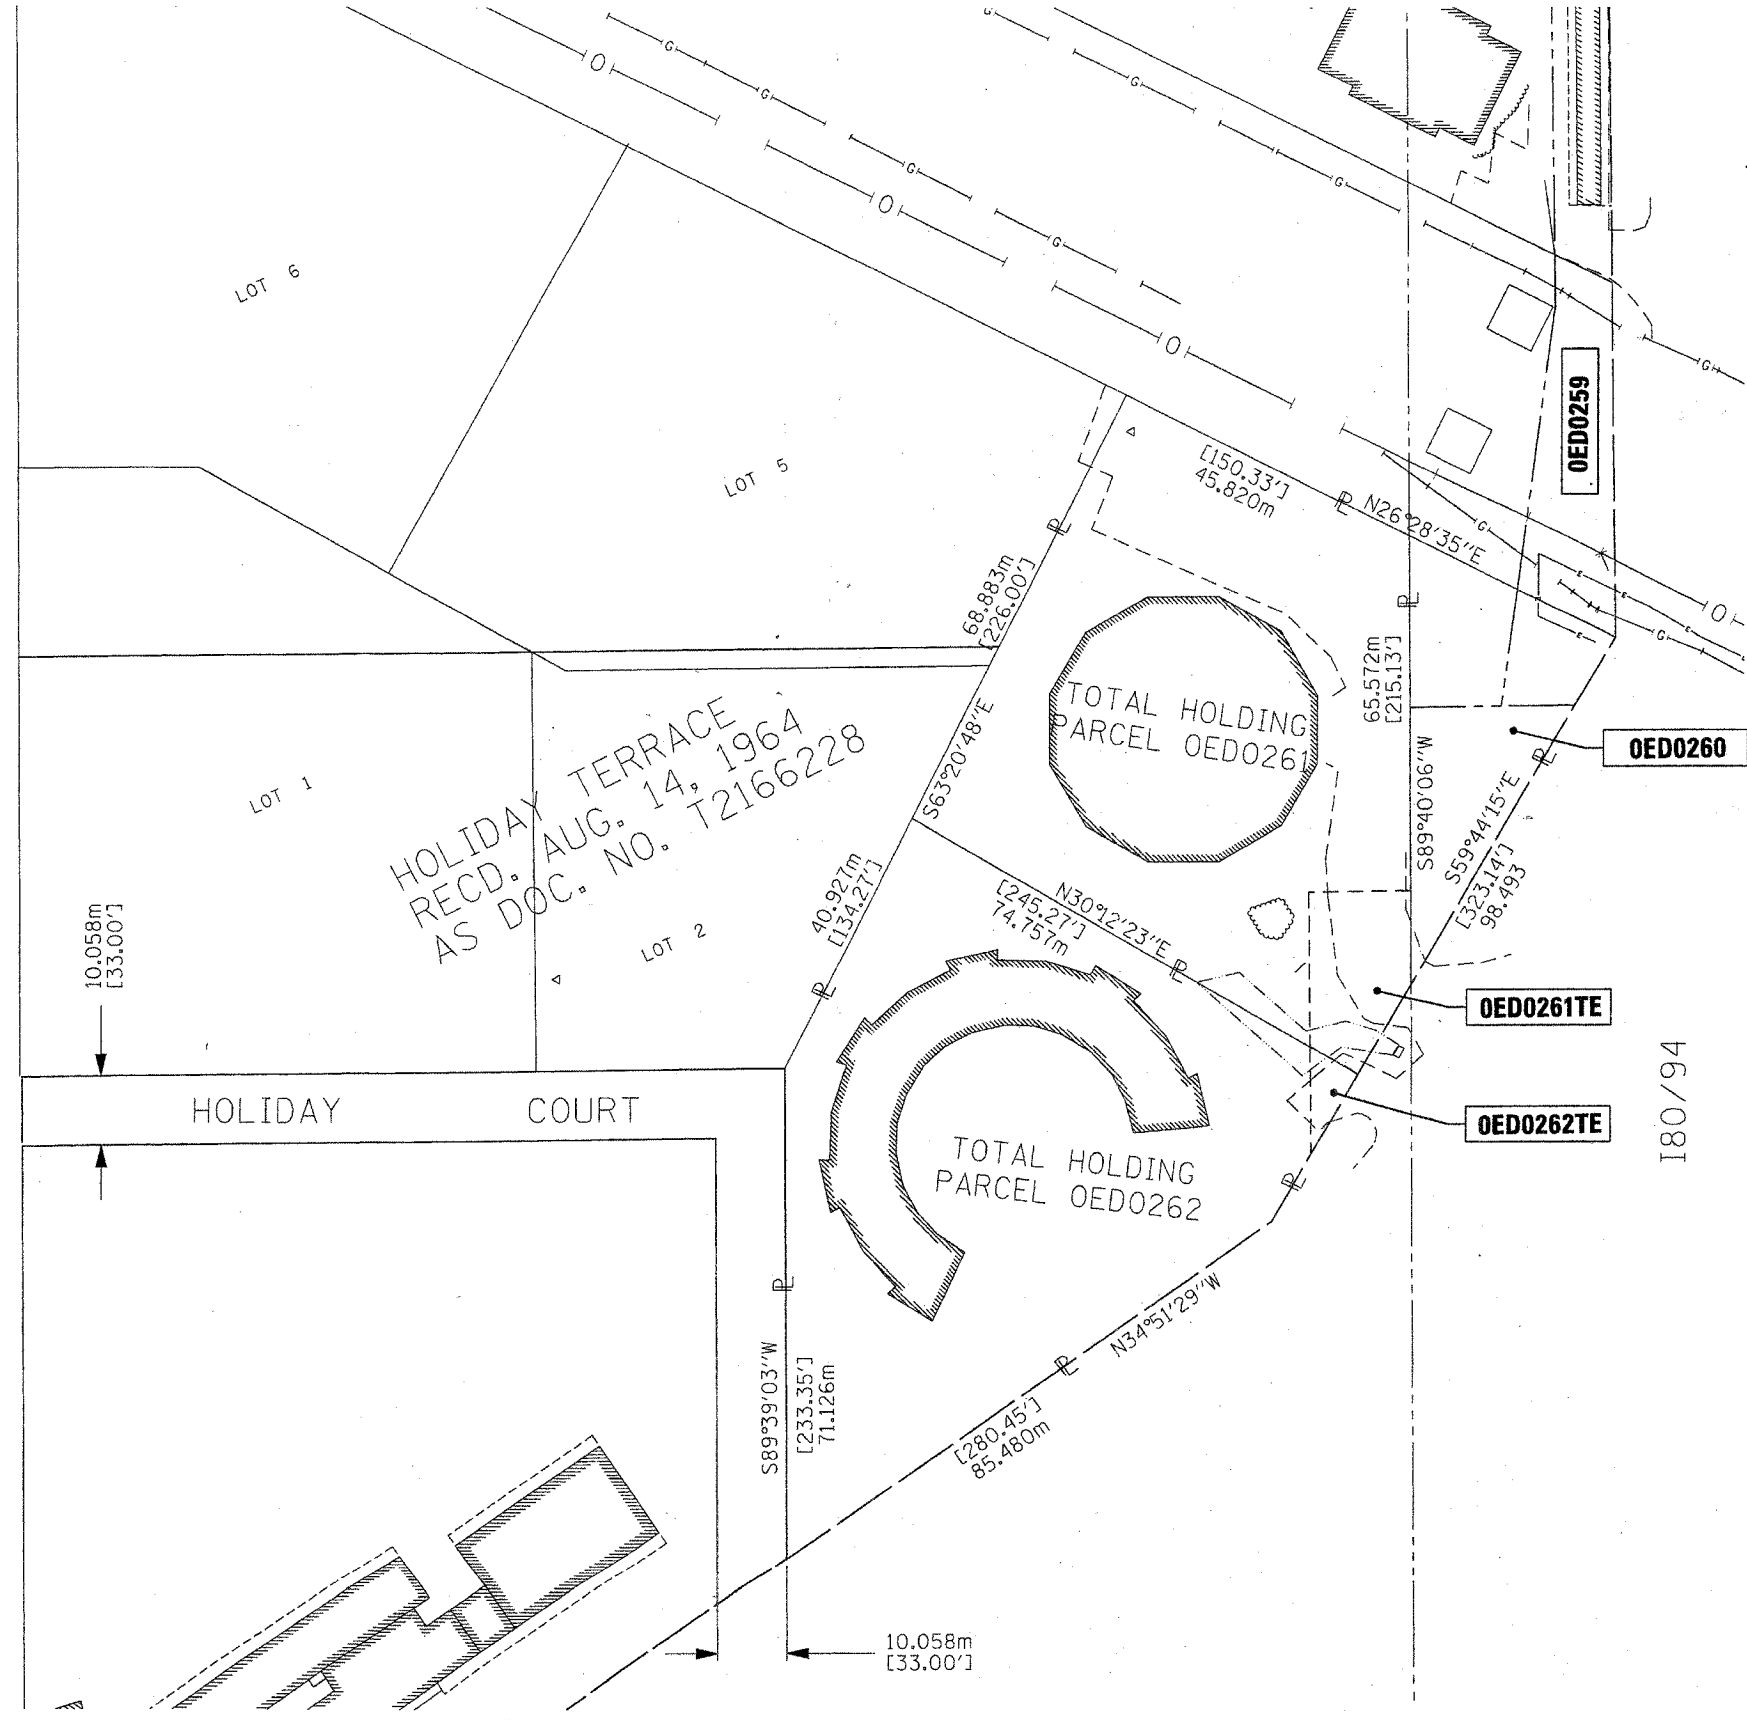 LOT 6
LOT 5
0ED0259
[150.33']
45.820m
N26°28'35"E
68.883m
[226.00']
S63°20'48"E
TOTAL HOLDING
PARCEL 0ED0261
65.572m
[215.13']
S89°40'06"W
0ED0260
S59°44'15"E
[323.14']
98.493
HOLIDAY TERRACE
RECD. AUG. 14, 1964
AS DOC. NO. T2166228
LOT 1
LOT 2
40.927m
[134.27']
N30°12'23"E
[245.27']
74.757m
10.058m
[33.00']
0ED0261TE
0ED0262TE
I80/94
HOLIDAY COURT
TOTAL HOLDING
PARCEL 0ED0262
S89°39'03"W
[233.35']
71.126m
N34°51'29"W
[280.45']
85.480m
10.058m
[33.00']